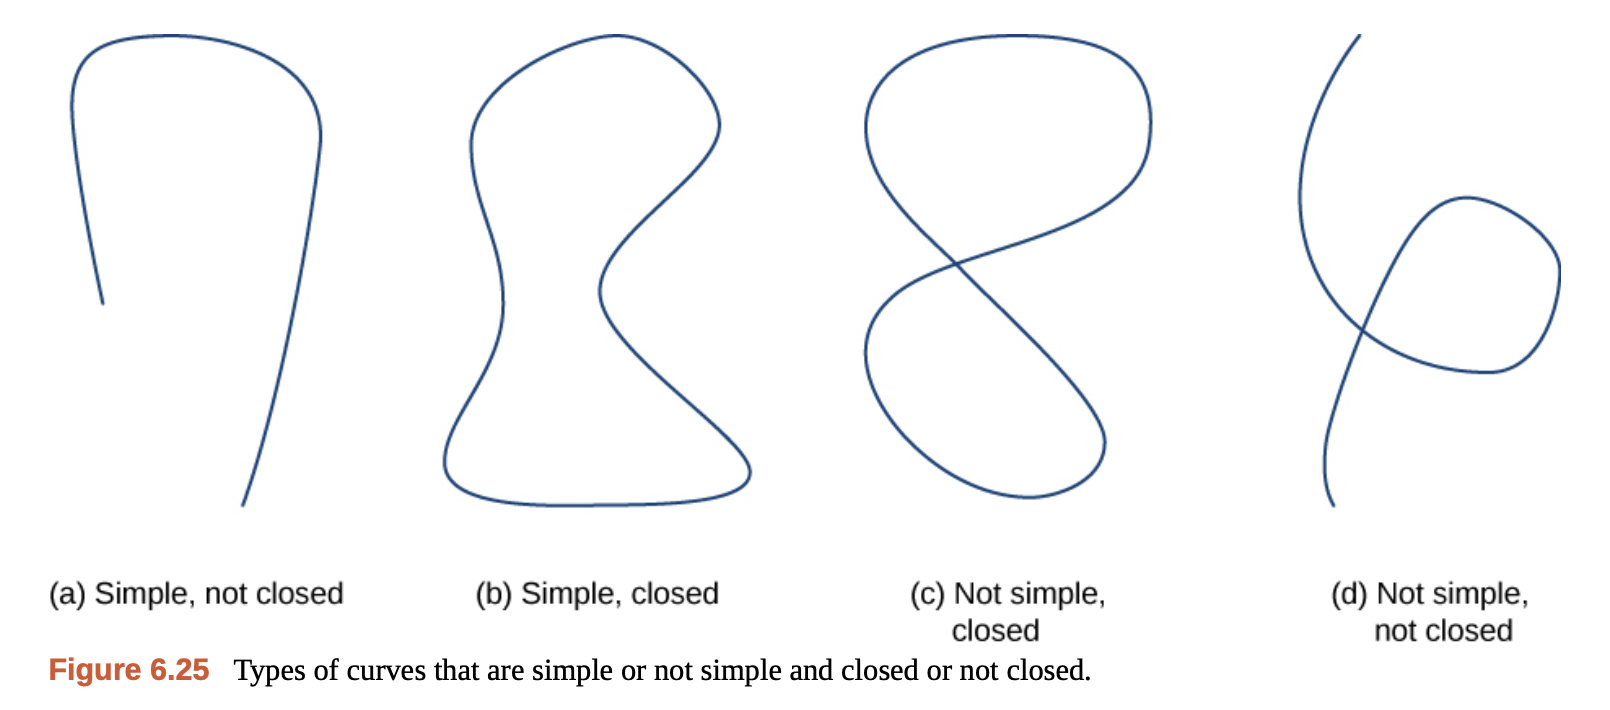 (a) Simple, not closed
(b) Simple, closed
(c) Not simple,
closed
(d) Not simple,
not closed
Figure 6.25 Types of curves that are simple or not simple and closed or not closed.